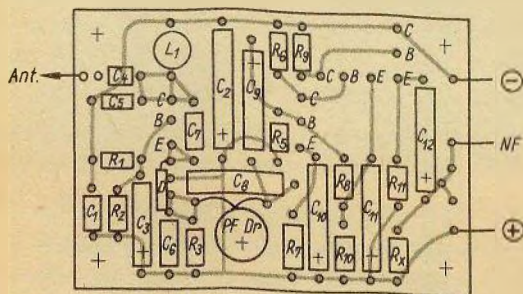 + L1 C2 C9 R6 R9 C + ⊖
Ant. C4 B
C5 C C B E E
C
B C7 B C12 NF
E R5 E +
R1 D C8 R8 R11
C1 R2 C3 C10 C11
C6 R3 PF Dr R7 R10 Rx ⊕
+ + + + + +